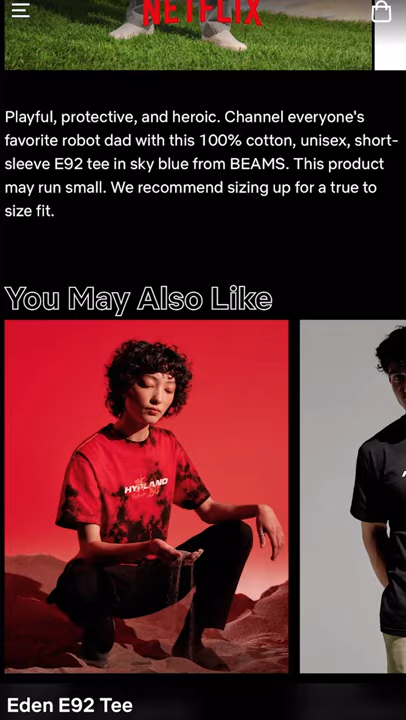 NETFLIX
Playful, protective, and heroic. Channel everyone's
favorite robot dad with this 100% cotton, unisex, short-
sleeve E92 tee in sky blue from BEAMS. This product
may run small. We recommend sizing up for a true to
size fit.
You May Also Like
HYRLAND
Eden E92 Tee